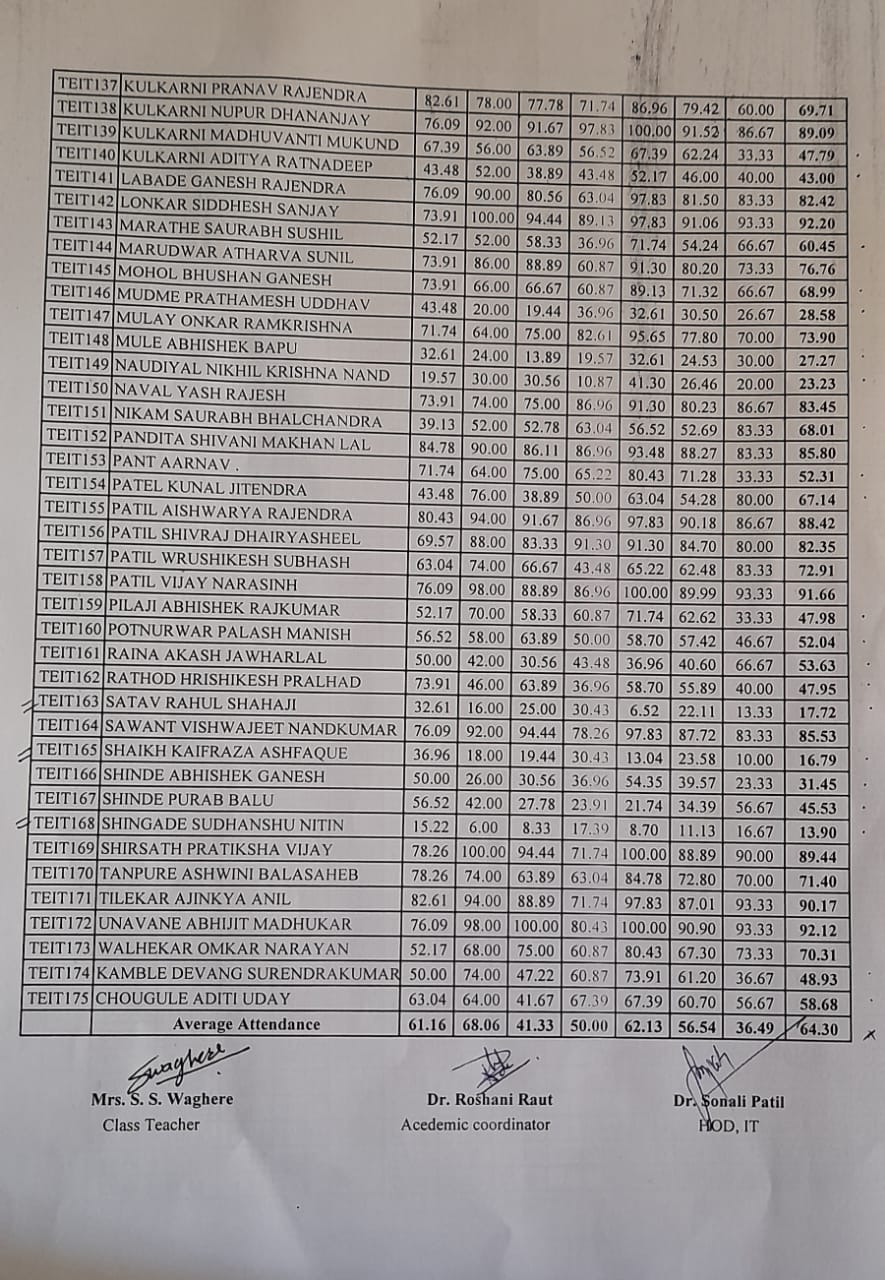 TEIT137 KULKARNI PRANAV RAJENDRA 82.61 78.00 77.78 71.74 86.96 79.42 60.00 69.71
TEIT138 KULKARNI NUPUR DHANANJAY 76.09 92.00 91.67 97.83 100.00 91.52 86.67 89.09
TEIT139 KULKARNI MADHUVANTI MUKUND 67.39 56.00 63.89 56.52 67.39 62.24 33.33 47.79
TEIT140 KULKARNI ADITYA RATNADEEP 43.48 52.00 38.89 43.48 52.17 46.00 40.00 43.00
TEIT141 LABADE GANESH RAJENDRA 76.09 90.00 80.56 63.04 97.83 81.50 83.33 82.42
TEIT142 LONKAR SIDDHESH SANJAY 73.91 100.00 94.44 89.13 97.83 91.06 93.33 92.20
TEIT143 MARATHE SAURABH SUSHIL 52.17 52.00 58.33 36.96 71.74 54.24 66.67 60.45
TEIT144 MARUDWAR ATHARVA SUNIL 73.91 86.00 88.89 60.87 91.30 80.20 73.33 76.76
TEIT145 MOHOL BHUSHAN GANESH 73.91 66.00 66.67 60.87 89.13 71.32 66.67 68.99
TEIT146 MUDME PRATHAMESH UDDHAV 43.48 20.00 19.44 36.96 32.61 30.50 26.67 28.58
TEIT147 MULAY ONKAR RAMKRISHNA 71.74 64.00 75.00 82.61 95.65 77.80 70.00 73.90
TEIT148 MULE ABHISHEK BAPU 32.61 24.00 13.89 19.57 32.61 24.53 30.00 27.27
TEIT149 NAUDIYAL NIKHIL KRISHNA NAND 19.57 30.00 30.56 10.87 41.30 26.46 20.00 23.23
TEIT150 NAVAL YASH RAJESH 73.91 74.00 75.00 86.96 91.30 80.23 86.67 83.45
TEIT151 NIKAM SAURABH BHALCHANDRA 39.13 52.00 52.78 63.04 56.52 52.69 83.33 68.01
TEIT152 PANDITA SHIVANI MAKHAN LAL 84.78 90.00 86.11 86.96 93.48 88.27 83.33 85.80
TEIT153 PANT AARNAV . 71.74 64.00 75.00 65.22 80.43 71.28 33.33 52.31
TEIT154 PATEL KUNAL JITENDRA 43.48 76.00 38.89 50.00 63.04 54.28 80.00 67.14
TEIT155 PATIL AISHWARYA RAJENDRA 80.43 94.00 91.67 86.96 97.83 90.18 86.67 88.42
TEIT156 PATIL SHIVRAJ DHAIRYASHEEL 69.57 88.00 83.33 91.30 91.30 84.70 80.00 82.35
TEIT157 PATIL WRUSHIKESH SUBHASH 63.04 74.00 66.67 43.48 65.22 62.48 83.33 72.91
TEIT158 PATIL VIJAY NARASINH 76.09 98.00 88.89 86.96 100.00 89.99 93.33 91.66
TEIT159 PILAJI ABHISHEK RAJKUMAR 52.17 70.00 58.33 60.87 71.74 62.62 33.33 47.98
TEIT160 POTNURWAR PALASH MANISH 56.52 58.00 63.89 50.00 58.70 57.42 46.67 52.04
TEIT161 RAINA AKASH JAWHARLAL 50.00 42.00 30.56 43.48 36.96 40.60 66.67 53.63
TEIT162 RATHOD HRISHIKESH PRALHAD 73.91 46.00 63.89 36.96 58.70 55.89 40.00 47.95
TEIT163 SATAV RAHUL SHAHAJI 32.61 16.00 25.00 30.43 6.52 22.11 13.33 17.72
TEIT164 SAWANT VISHWAJEET NANDKUMAR 76.09 92.00 94.44 78.26 97.83 87.72 83.33 85.53
TEIT165 SHAIKH KAIFRAZA ASHFAQUE 36.96 18.00 19.44 30.43 13.04 23.58 10.00 16.79
TEIT166 SHINDE ABHISHEK GANESH 50.00 26.00 30.56 36.96 54.35 39.57 23.33 31.45
TEIT167 SHINDE PURAB BALU 56.52 42.00 27.78 23.91 21.74 34.39 56.67 45.53
TEIT168 SHINGADE SUDHANSHU NITIN 15.22 6.00 8.33 17.39 8.70 11.13 16.67 13.90
TEIT169 SHIRSATH PRATIKSHA VIJAY 78.26 100.00 94.44 71.74 100.00 88.89 90.00 89.44
TEIT170 TANPURE ASHWINI BALASAHEB 78.26 74.00 63.89 63.04 84.78 72.80 70.00 71.40
TEIT171 TILEKAR AJINKYA ANIL 82.61 94.00 88.89 71.74 97.83 87.01 93.33 90.17
TEIT172 UNAVANE ABHIJIT MADHUKAR 76.09 98.00 100.00 80.43 100.00 90.90 93.33 92.12
TEIT173 WALHEKAR OMKAR NARAYAN 52.17 68.00 75.00 60.87 80.43 67.30 73.33 70.31
TEIT174 KAMBLE DEVANG SURENDRAKUMAR 50.00 74.00 47.22 60.87 73.91 61.20 36.67 48.93
TEIT175 CHOUGULE ADITI UDAY 63.04 64.00 41.67 67.39 67.39 60.70 56.67 58.68
Average Attendance 61.16 68.06 41.33 50.00 62.13 56.54 36.49 64.30
Swaghere
Mrs. S. S. Waghere Dr. Roshani Raut Dr. Sonali Patil
Class Teacher Acedemic coordinator HOD, IT